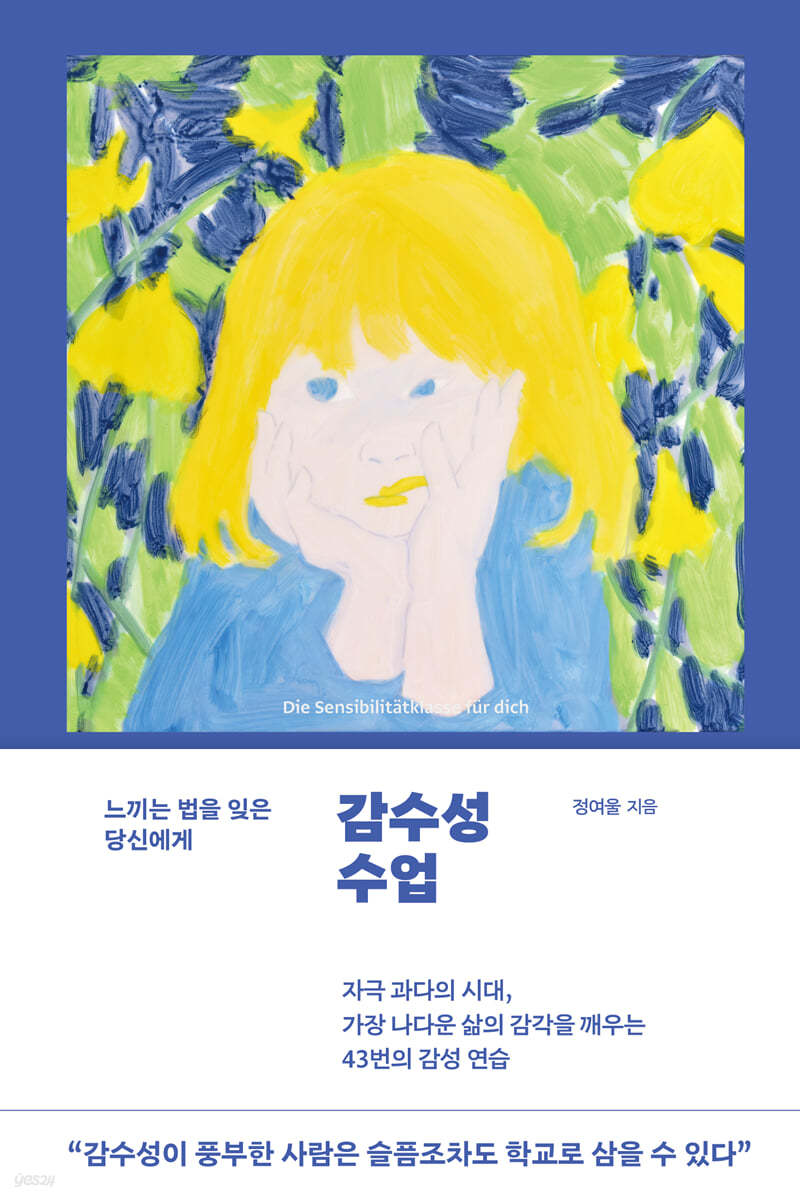 Die Sensibilitätklasse für dich
느끼는 법을 잊은
당신에게
감수성
수업
정여울 지음
자극 과다의 시대,
가장 나다운 삶의 감각을 깨우는
43번의 감성 연습
“감수성이 풍부한 사람은 슬픔조차도 학교로 삼을 수 있다”
yes24